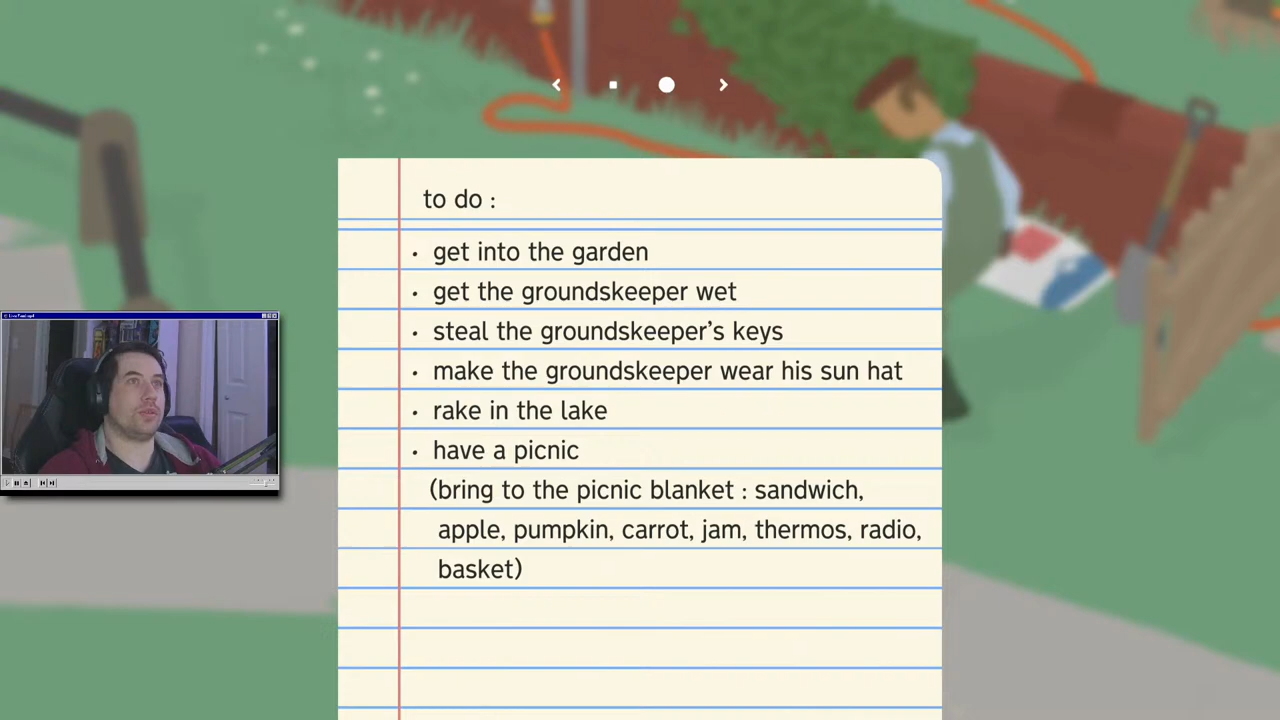 to do :
• get into the garden
• get the groundskeeper wet
• steal the groundskeeper’s keys
• make the groundskeeper wear his sun hat
• rake in the lake
• have a picnic
(bring to the picnic blanket : sandwich,
apple, pumpkin, carrot, jam, thermos, radio,
basket)